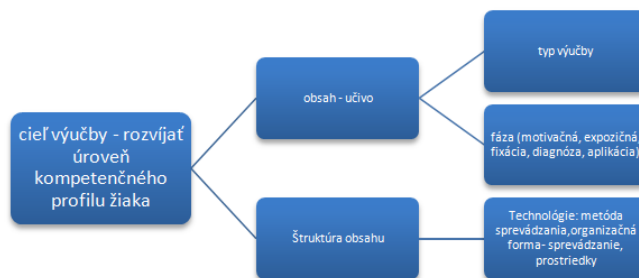 cieľ výučby - rozvíjať
úroveň
kompetenčného
profilu žiaka
obsah - učivo
typ výučby
fáza (motivačná, expozičná,
fixácia, diagnóza, aplikácia)
Štruktúra obsahu
Technológie: metóda
sprevádzania,organizačná
forma- sprevádzanie,
prostriedky